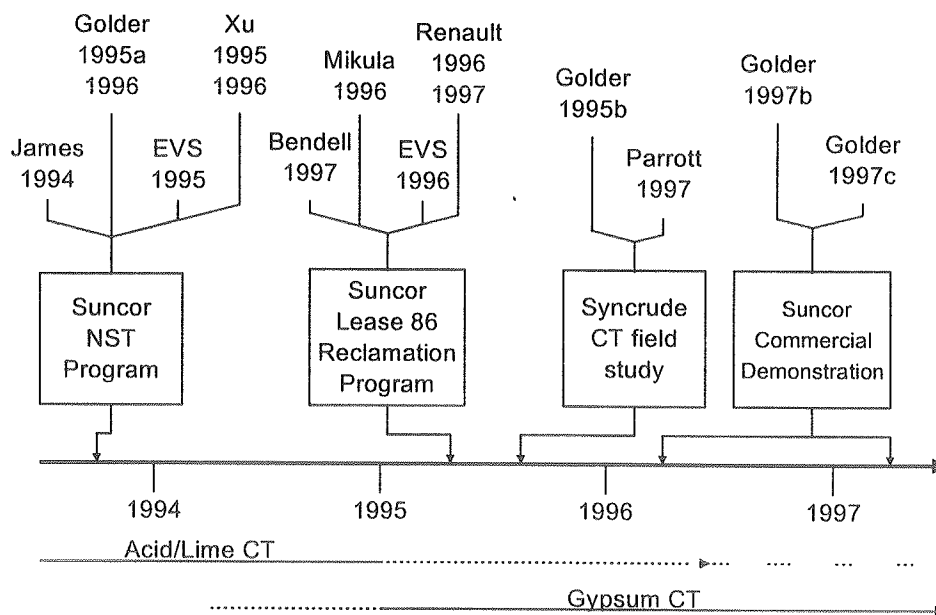 Golder
1995a
1996
Xu
1995
1996
James
1994
EVS
1995
Mikula
1996
Renault
1996
1997
Bendell
1997
EVS
1996
Golder
1995b
Parrott
1997
Golder
1997b
Golder
1997c
Suncor
NST
Program
Suncor
Lease 86
Reclamation
Program
Syncrude
CT field
study
Suncor
Commercial
Demonstration
1994
1995
1996
1997
Acid/Lime CT
Gypsum CT